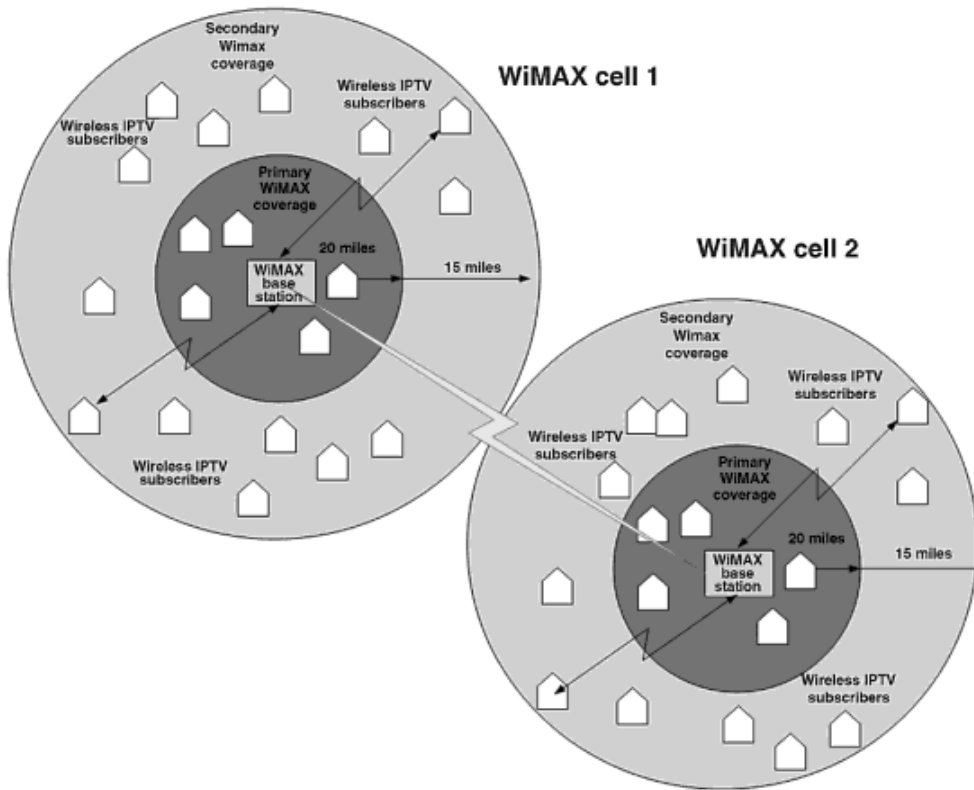 Secondary
Wimax
coverage
WiMAX cell 1
Wireless IPTV
subscribers
Wireless IPTV
subscribers
Primary
WiMAX
coverage
20 miles
15 miles
WiMAX
base
station
Wireless IPTV
subscribers
WiMAX cell 2
Secondary
Wimax
coverage
Wireless IPTV
subscribers
Wireless IPTV
subscribers
Primary
WiMAX
coverage
20 miles
15 miles
WiMAX
base
station
Wireless IPTV
subscribers